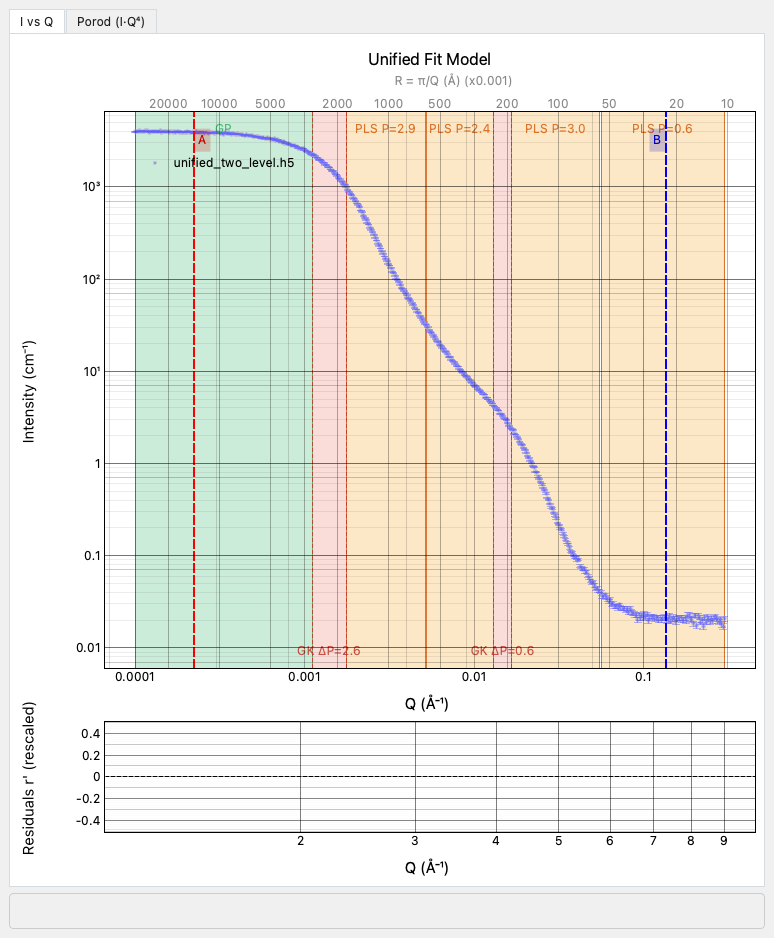 I vs Q
Porod (I·Q⁴)
Unified Fit Model
R = π/Q (Å) (x0.001)
20000 10000 5000 2000 1000 500 200 100 50 20 10
GP PLS P=2.9 PLS P=2.4 PLS P=3.0 PLS P=0.6
A B
unified_two_level.h5
10³
10²
10¹
1
0.1
0.01
Intensity (cm⁻¹)
GK ΔP=2.6 GK ΔP=0.6
0.0001 0.001 0.01 0.1
Q (Å⁻¹)
Residuals r' (rescaled)
0.4
0.2
0
-0.2
-0.4
2 3 4 5 6 7 8 9
Q (Å⁻¹)